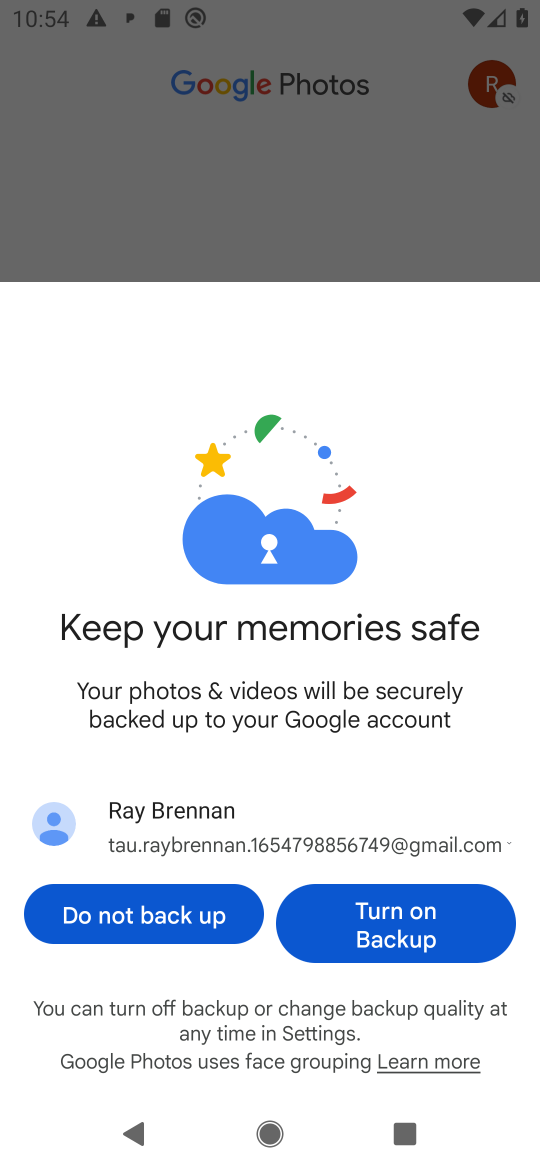 10:54
Google Photos
R
Keep your memories safe
Your photos & videos will be securely
backed up to your Google account
Ray Brennan
tau.raybrennan.1654798856749@gmail.com
Do not back up
Turn on
Backup
You can turn off backup or change backup quality at
any time in Settings.
Google Photos uses face grouping Learn more